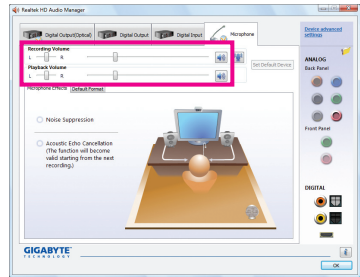 Realtek HD Audio Manager
Digital Output(Optical)
Digital Output
Digital Input
Microphone
Device advanced
settings
Recording Volume
L
R
Set Default Device
Playback Volume
L
R
Microphone Effects
Default Format
Noise Suppression
Acoustic Echo Cancellation
(The function will become
valid starting from the next
recording.)
ANALOG
Back Panel
Front Panel
DIGITAL
GIGABYTE™
TECHNOLOGY
i
OK